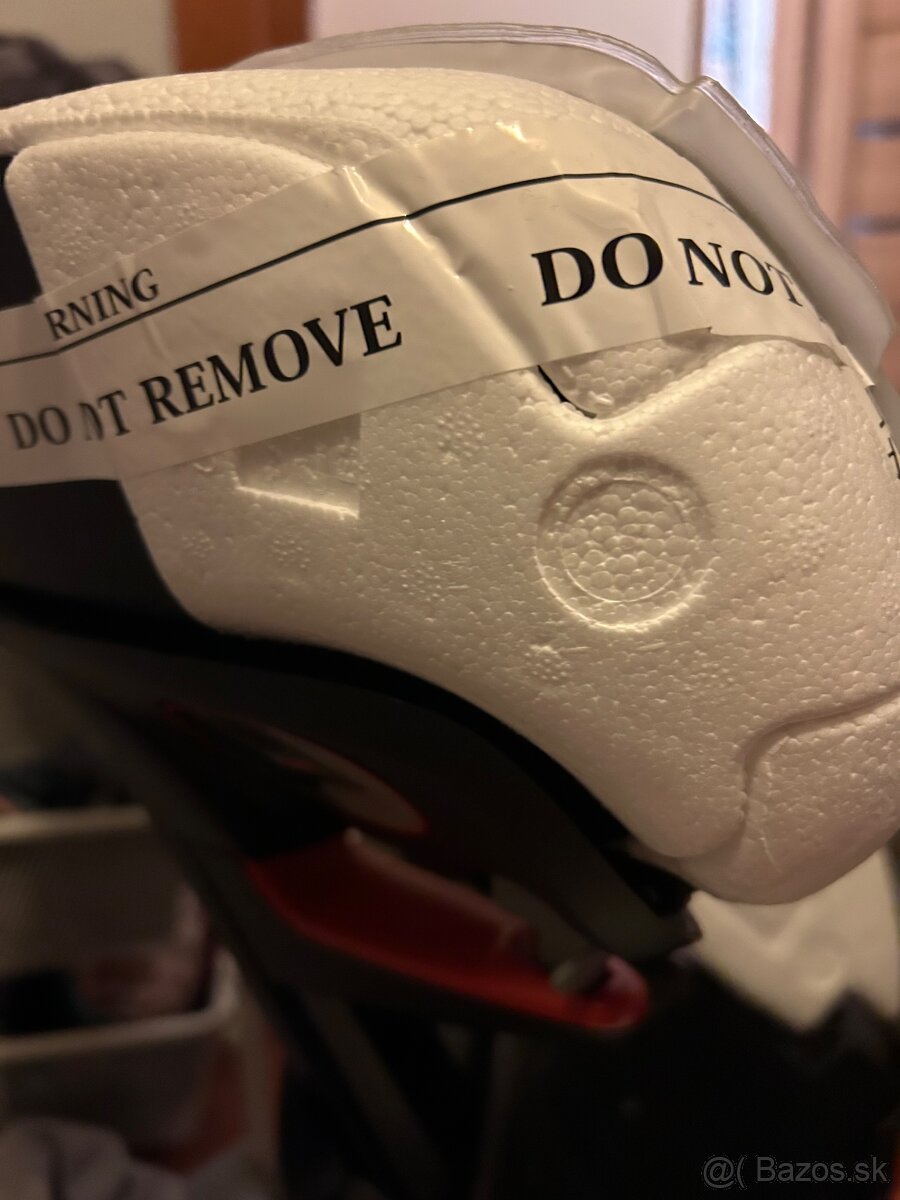 RNING
DO NOT REMOVE
DO NOT
@( Bazos.sk